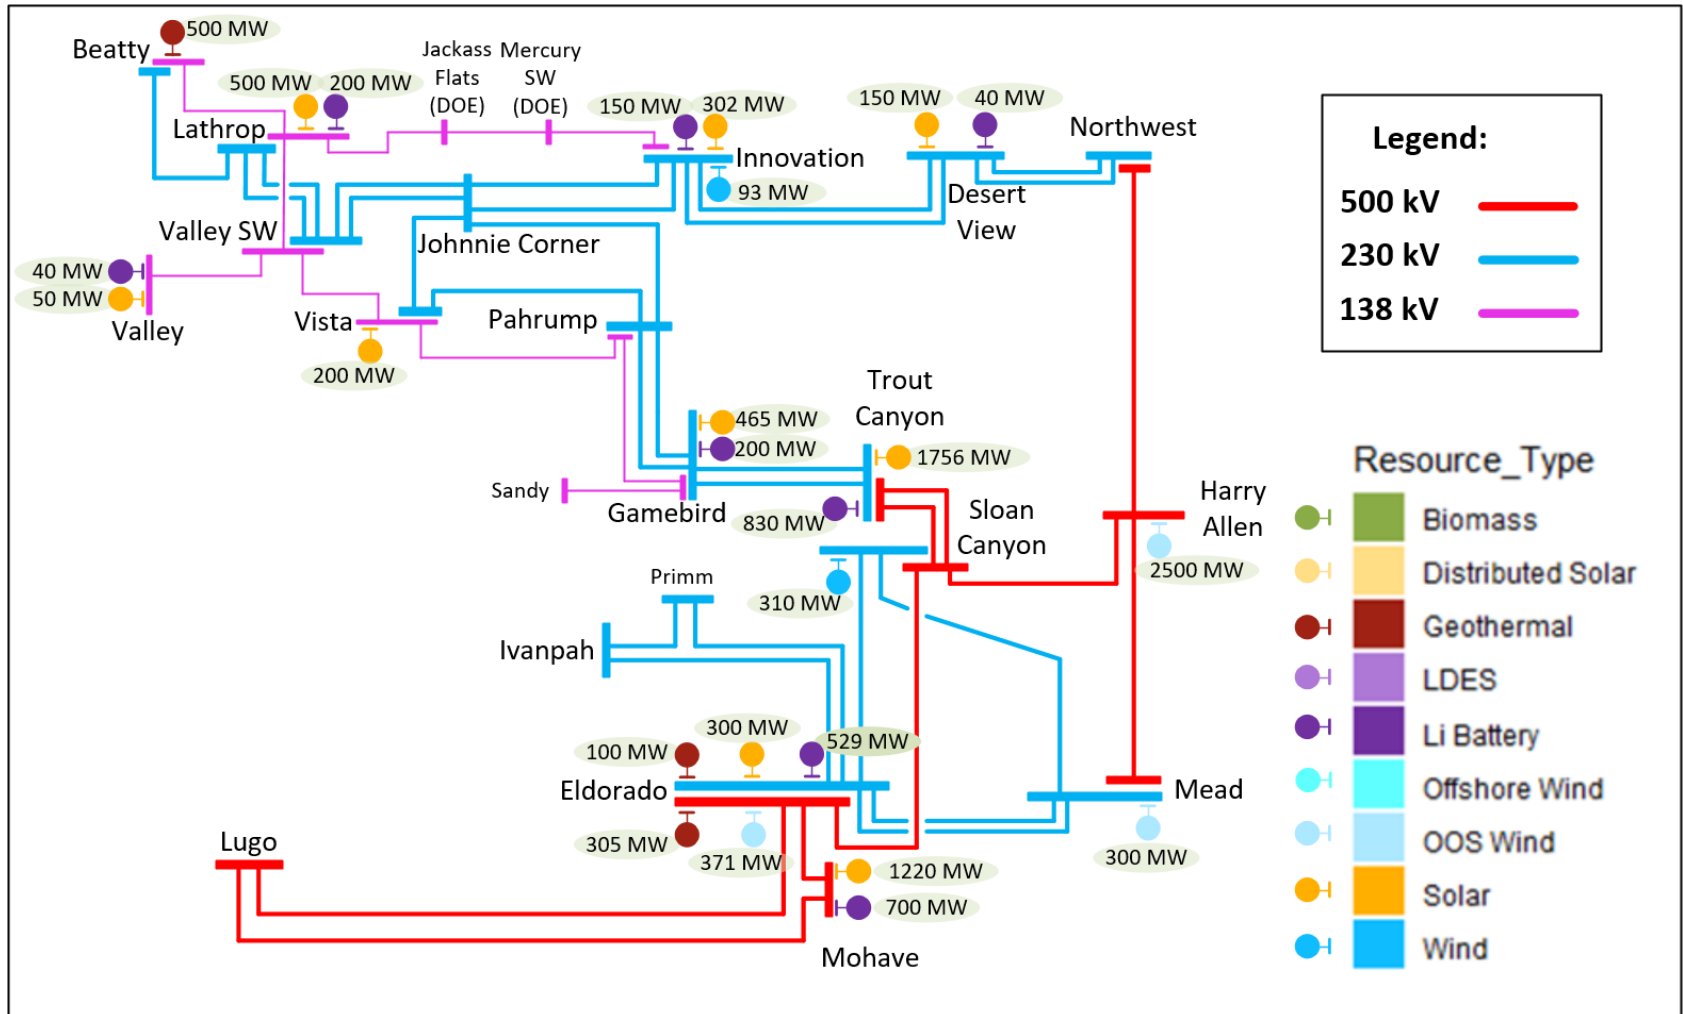 500 MW
Beatty
Jackass
Flats
(DOE)
Mercury
SW
(DOE)
500 MW
200 MW
Lathrop
150 MW
302 MW
Innovation
93 MW
150 MW
40 MW
Northwest
Desert
View
Legend:
500 kV
230 kV
138 kV
Valley SW
Johnnie Corner
40 MW
50 MW
Valley
Vista
200 MW
Pahrump
Trout
Canyon
465 MW
200 MW
1756 MW
Sandy
Gamebird
830 MW
Sloan
Canyon
Harry
Allen
2500 MW
310 MW
Primm
Ivanpah
300 MW
100 MW
529 MW
Eldorado
305 MW
371 MW
Mead
300 MW
Lugo
1220 MW
700 MW
Mohave
Resource_Type
Biomass
Distributed Solar
Geothermal
LDES
Li Battery
Offshore Wind
OOS Wind
Solar
Wind